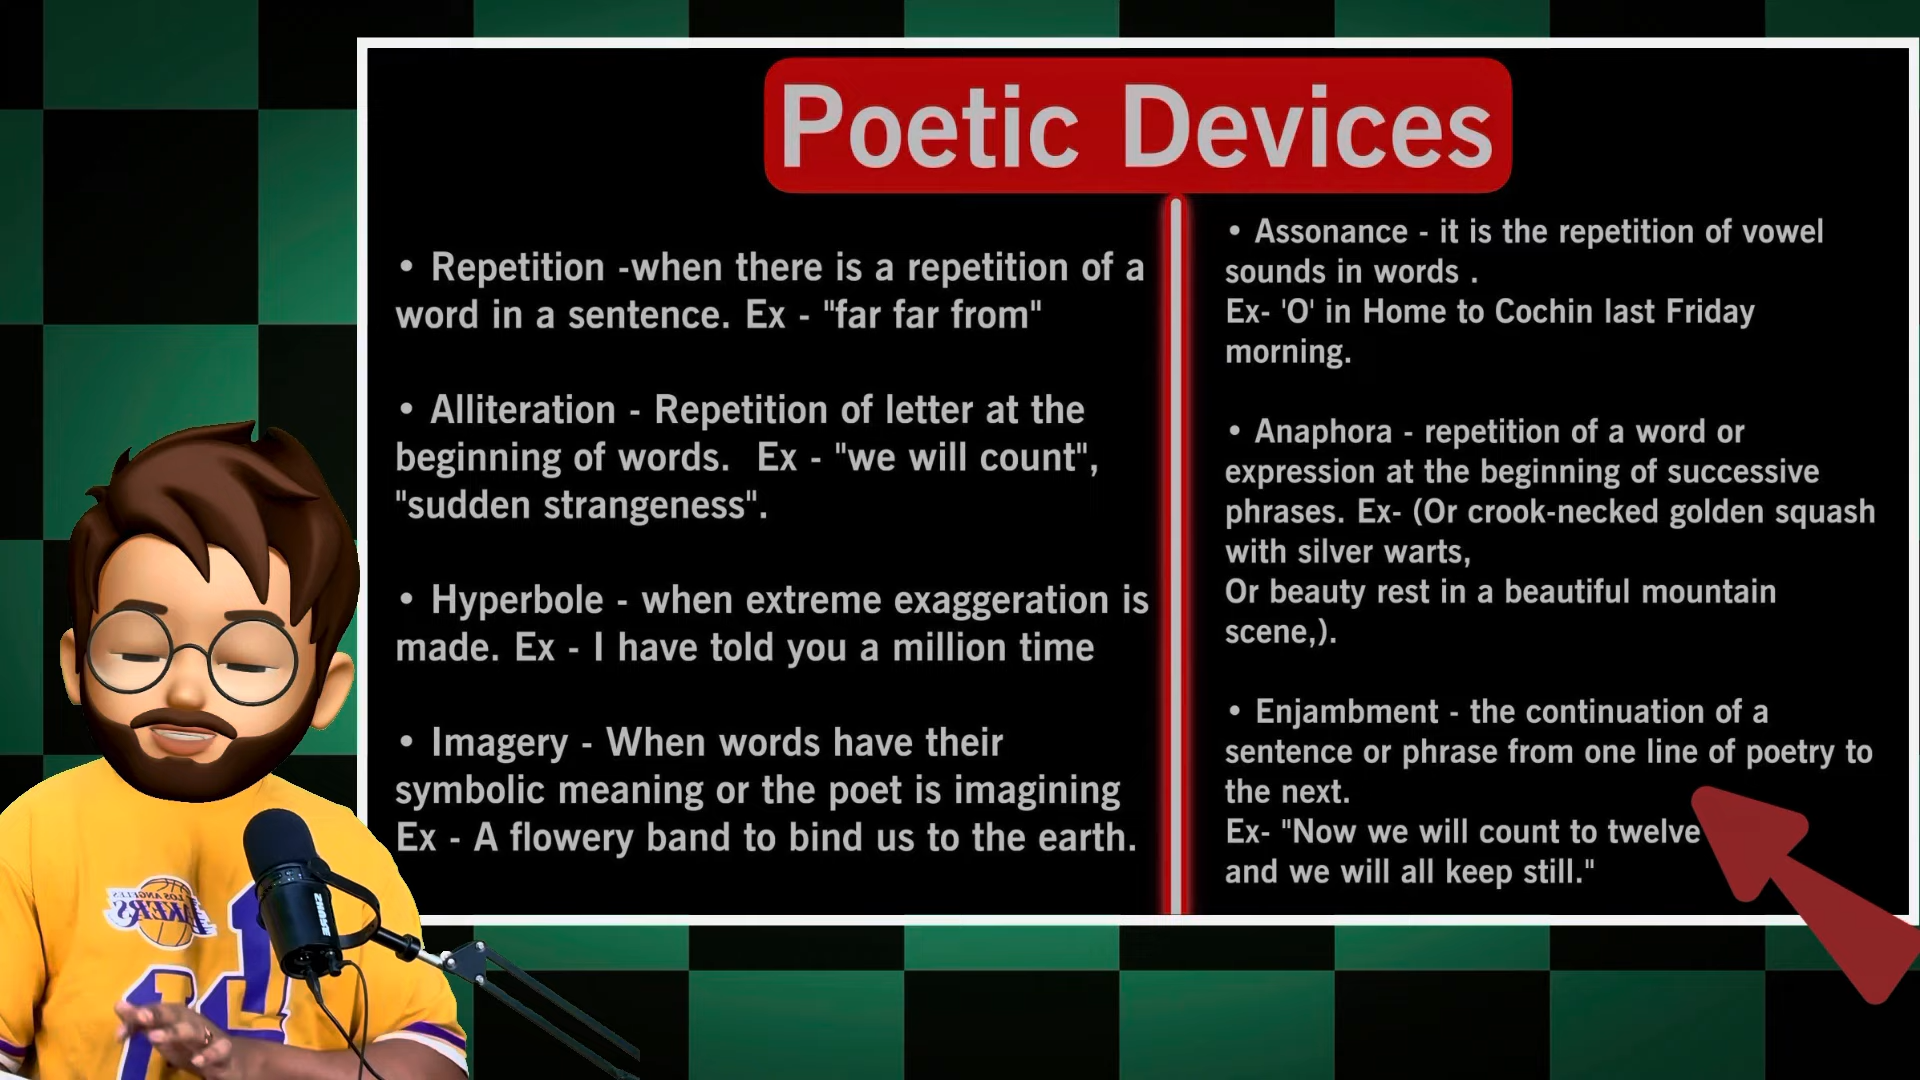 Poetic Devices
• Repetition -when there is a repetition of a
word in a sentence. Ex - "far far from"
• Alliteration - Repetition of letter at the
beginning of words.  Ex - "we will count",
"sudden strangeness".
• Hyperbole - when extreme exaggeration is
made. Ex - I have told you a million time
• Imagery - When words have their
symbolic meaning or the poet is imagining
Ex - A flowery band to bind us to the earth.
• Assonance - it is the repetition of vowel
sounds in words .
Ex- 'O' in Home to Cochin last Friday
morning.
• Anaphora - repetition of a word or
expression at the beginning of successive
phrases. Ex- (Or crook-necked golden squash
with silver warts,
Or beauty rest in a beautiful mountain
scene,).
• Enjambment - the continuation of a
sentence or phrase from one line of poetry to
the next.
Ex- "Now we will count to twelve
and we will all keep still."
LOS ANGELES
LAKERS
SHURE